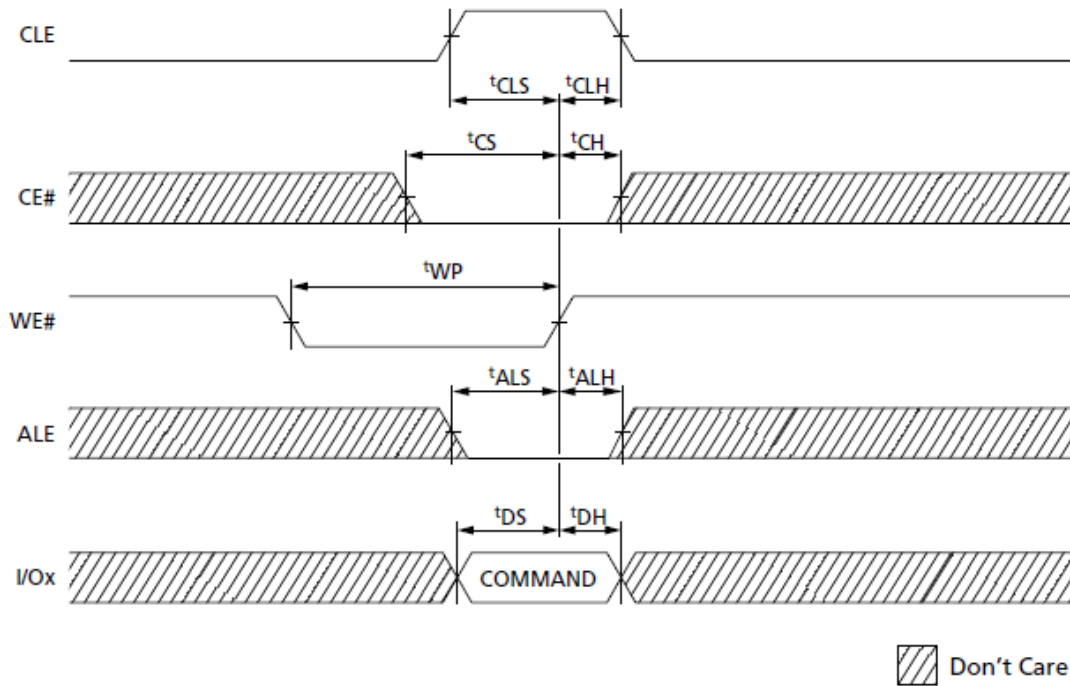 CLE
tCLS tCLH
tCS tCH
CE#
tWP
WE#
tALS tALH
ALE
tDS tDH
I/Ox COMMAND
Don't Care